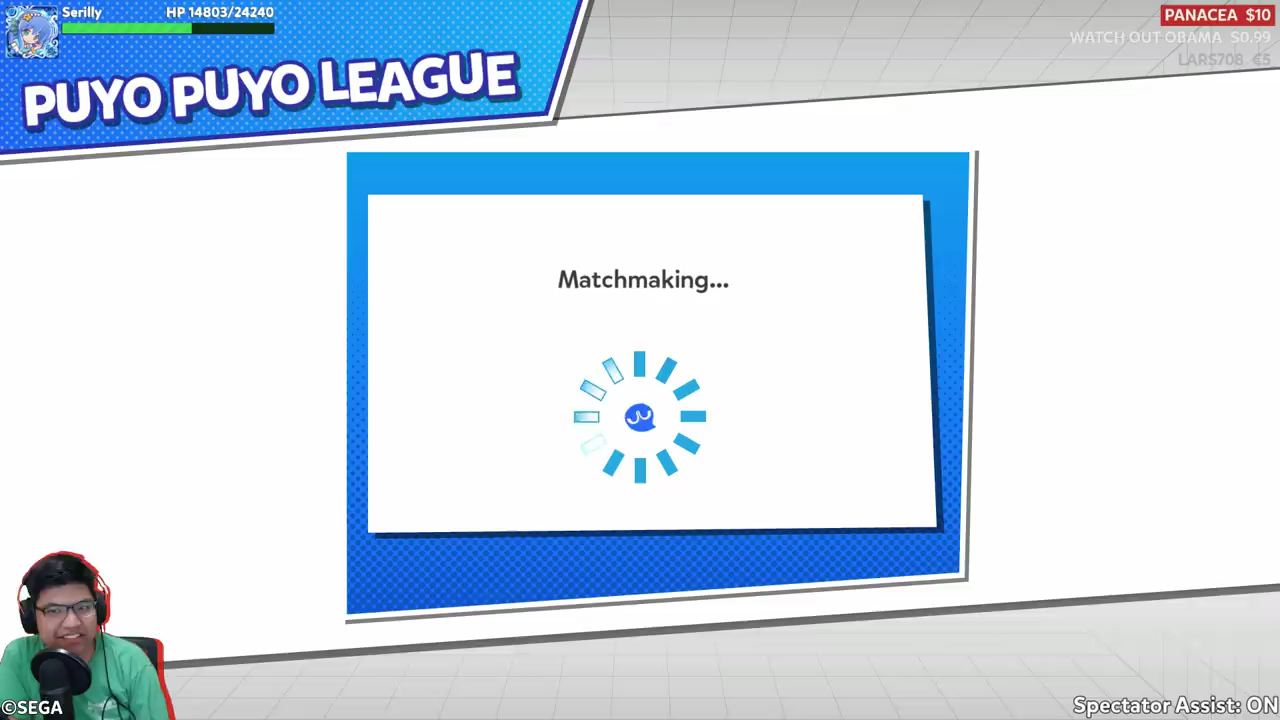 Serilly HP 14803/24240
PANACEA $10
WATCH OUT OBAMA $0.99
LARS708 €5
PUYO PUYO LEAGUE
Matchmaking...
©SEGA
Spectator Assist: ON